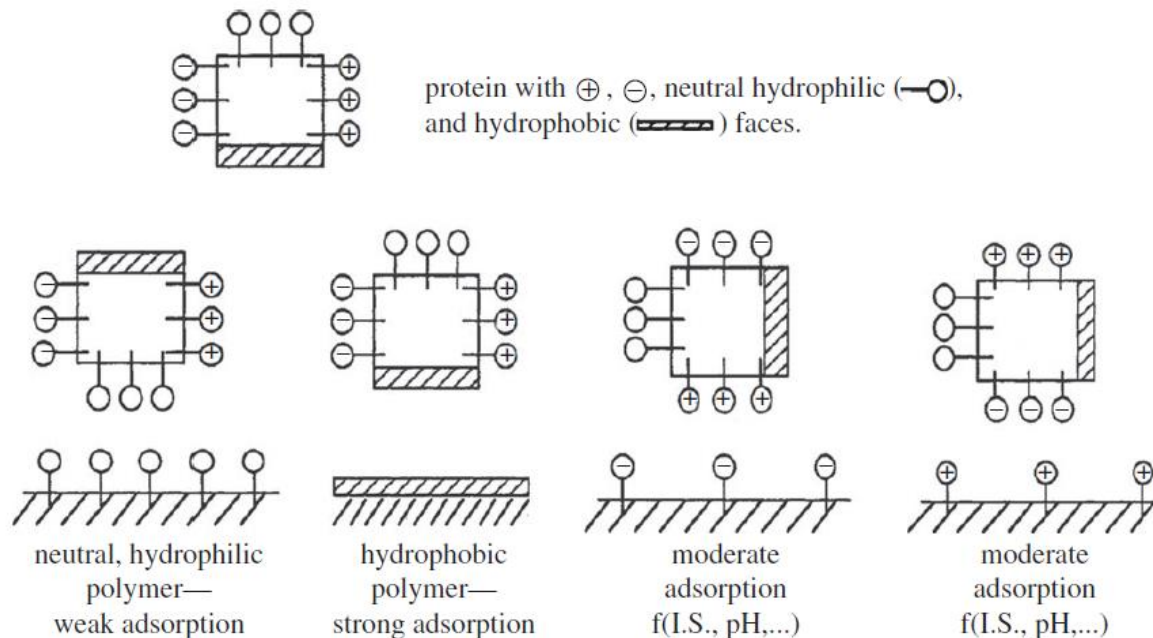 protein with ⊕, ⊖, neutral hydrophilic (—○),
and hydrophobic (▨) faces.
neutral, hydrophilic
polymer—
weak adsorption
hydrophobic
polymer—
strong adsorption
moderate
adsorption
f(I.S., pH,...)
moderate
adsorption
f(I.S., pH,...)